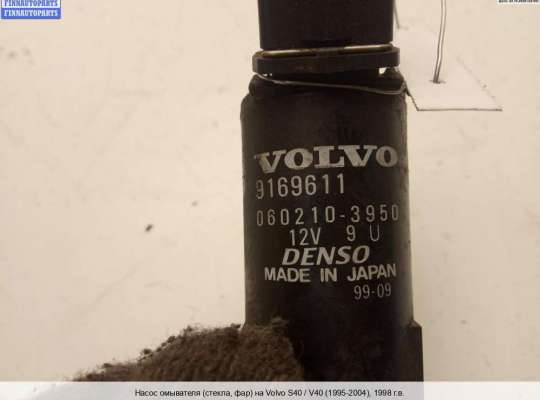 FINNAUTOPARTS
FINNAUTOPARTS
VOLVO
9169611
060210-3950
12V 9 U
DENSO
MADE IN JAPAN
99-09
Насос омывателя (стекла, фар) на Volvo S40 / V40 (1995-2004), 1998 г.в.